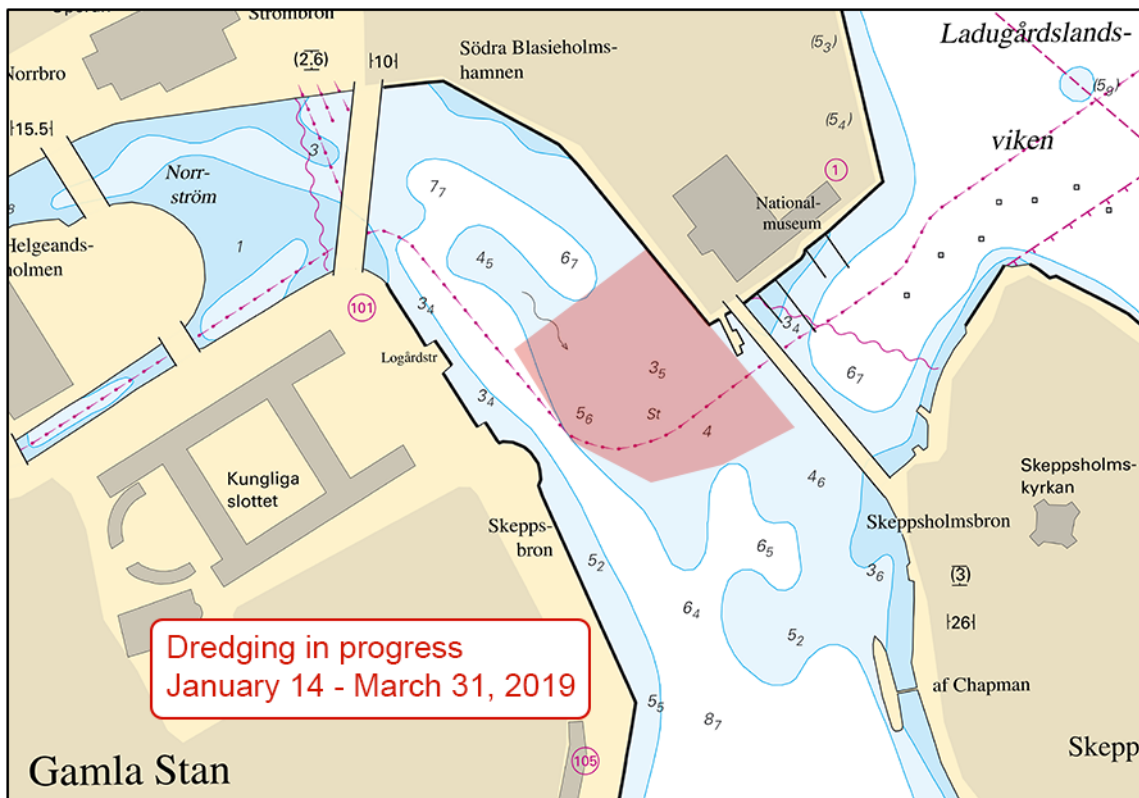 Strömbron
(2.6)
10
Södra Blasieholms-
hamnen
(5₃)
Ladugårdslands-
Norrbro
(5₉)
15.5
(5₄)
viken
3
Norr-
ström
7₇
1
National-
museum
8
1
Helgeands-
holmen
4₅
6₇
101
3₄
3₄
Logårdstr
3₅
6₇
3₄
5₆
St
4
Kungliga
slottet
4₆
Skeppsholms-
kyrkan
Skepps-
bron
Skeppsholmsbron
6₅
5₂
3₆
(3)
6₄
26
5₂
Dredging in progress
January 14 - March 31, 2019
af Chapman
5₅
8₇
Gamla Stan
105
Skepp